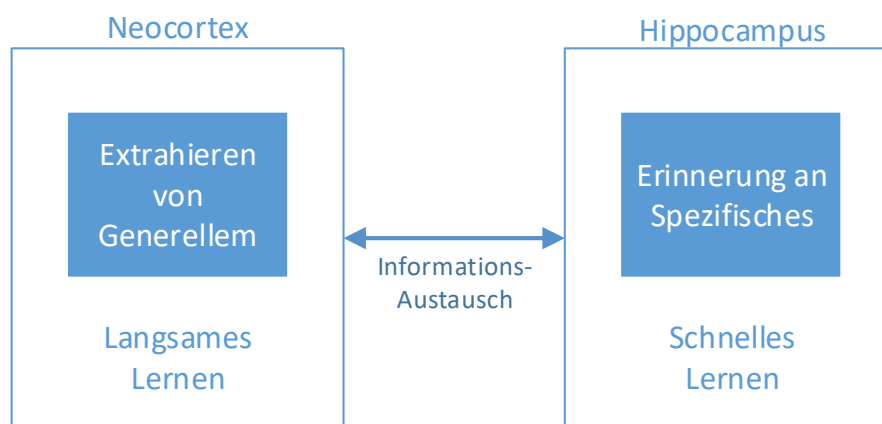 Neocortex
Extrahieren
von
Generellem
Langsames
Lernen
Informations-
Austausch
Hippocampus
Erinnerung an
Spezifisches
Schnelles
Lernen